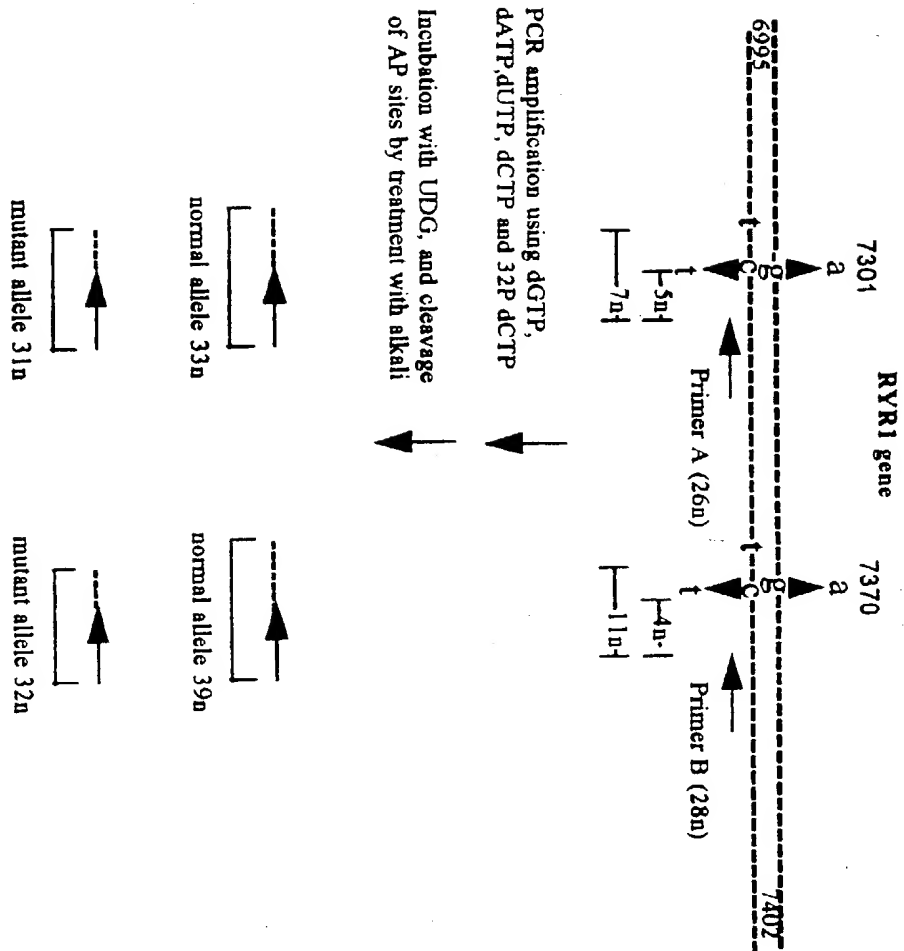 RYR1 gene
7301
7370
a
a
6995
7402
g
g
t
c
t
c
t
t
Primer A (26n)
Primer B (28n)
5n
4n
7n
11n
PCR amplification using dGTP,
dATP,dUTP, dCTP and 32P dCTP
Incubation with UDG, and cleavage
of AP sites by treatment with alkali
normal allele 33n
normal allele 39n
mutant allele 31n
mutant allele 32n